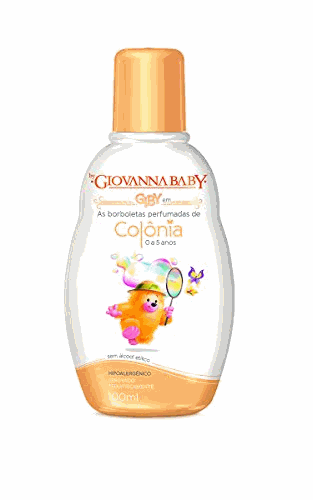 by
GIOVANNA BABY
GIBY em
As borboletas perfumadas de
Colônia
0 a 5 anos
sem álcool etílico
HIPOALERGÊNICO
100ml